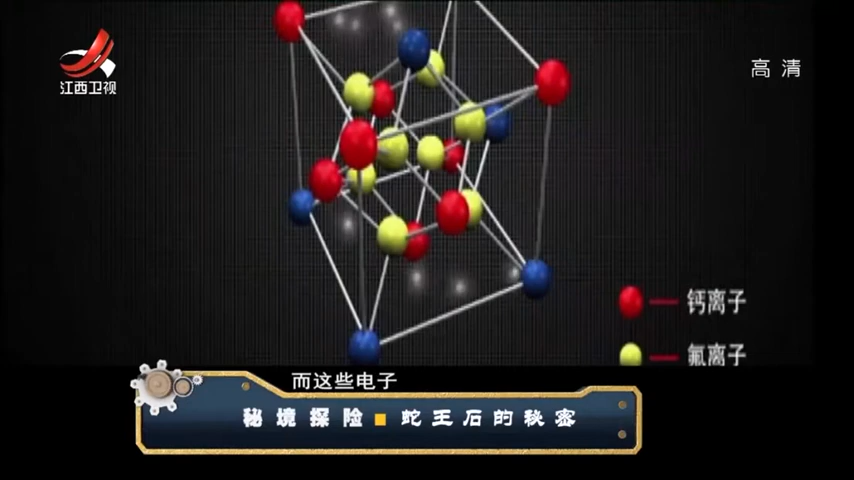 江西卫视
高清
钙离子
氟离子
而这些电子
秘境探险 蛇王石的秘密